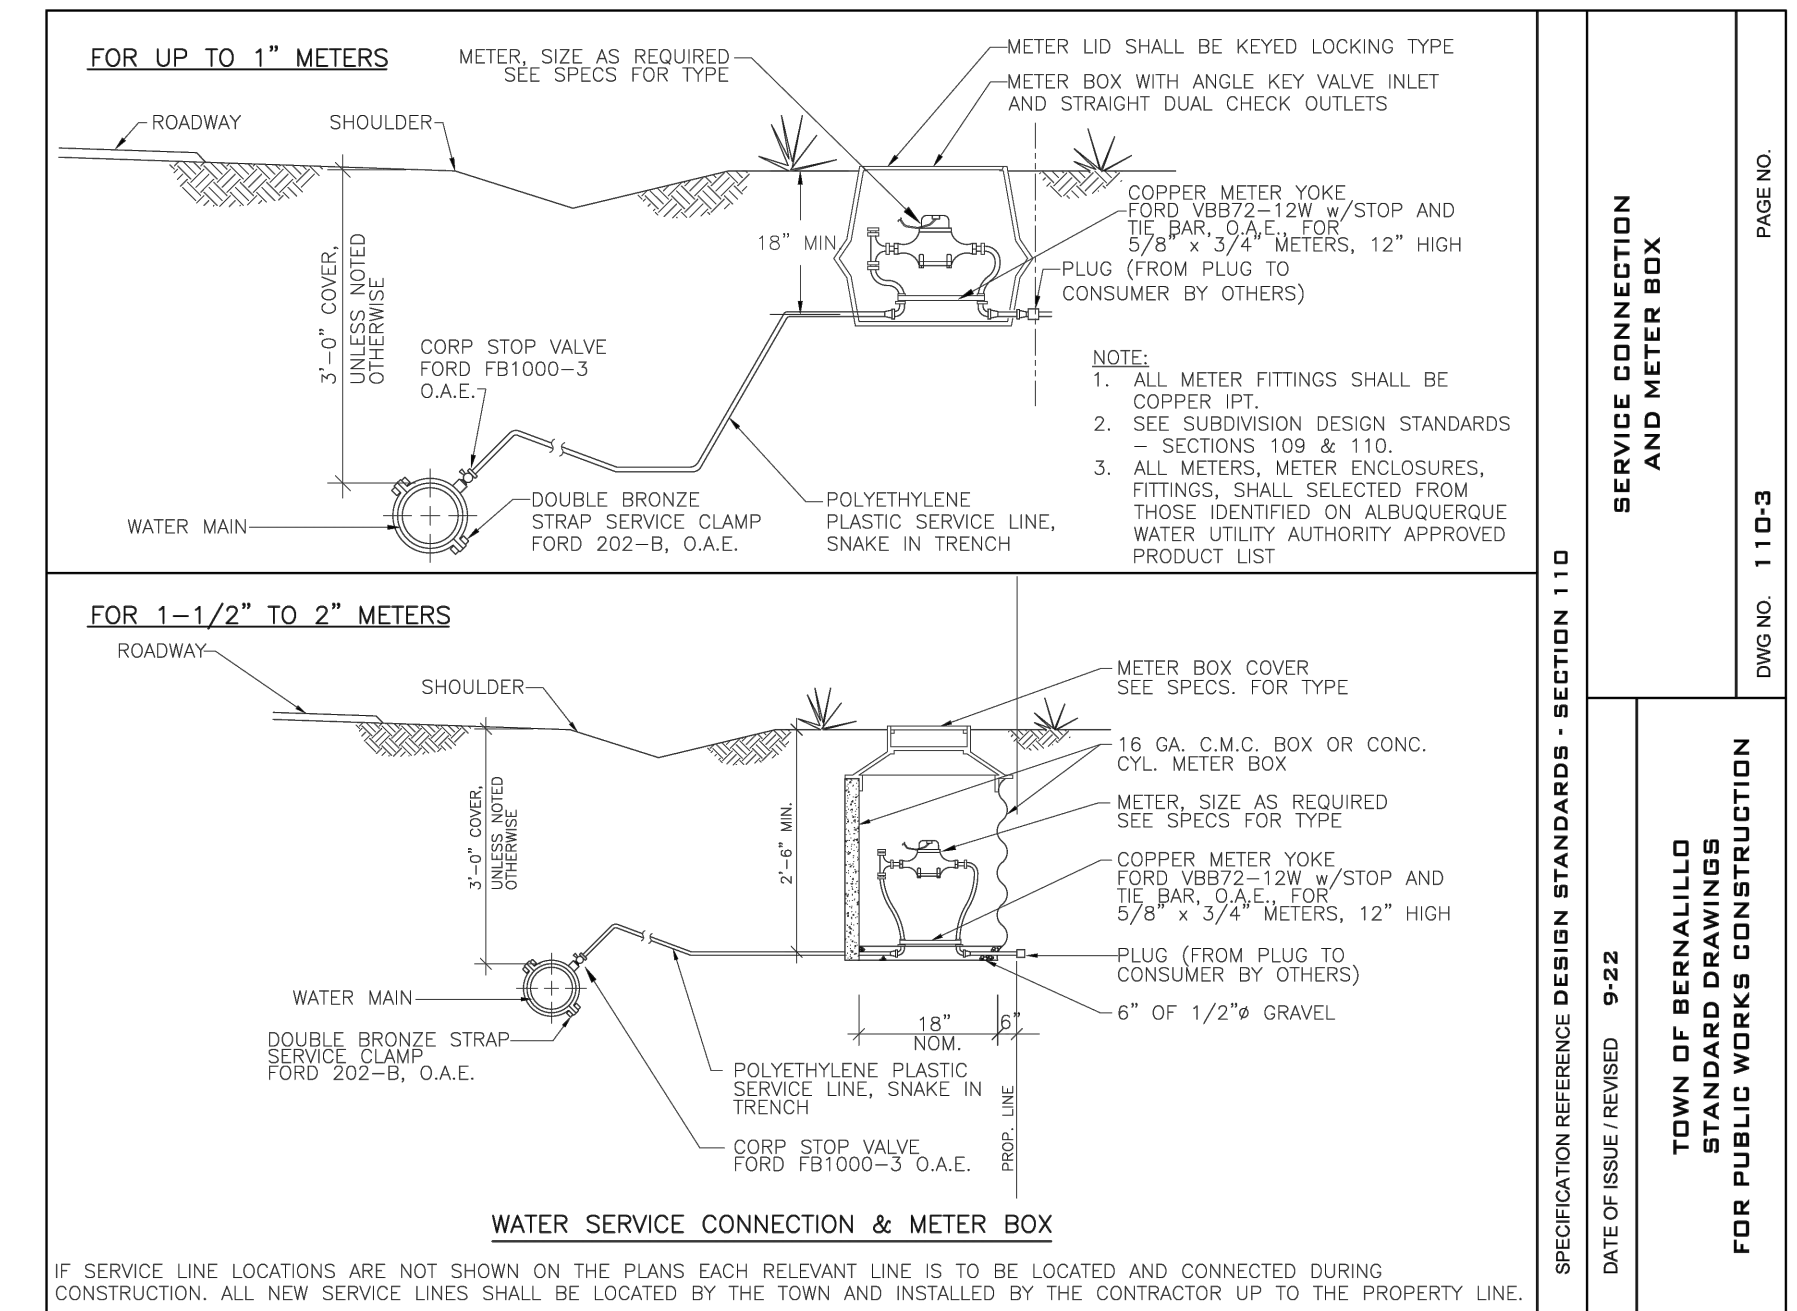 FOR UP TO 1” METERS
METER, SIZE AS REQUIRED
SEE SPECS FOR TYPE
METER LID SHALL BE KEYED LOCKING TYPE
METER BOX WITH ANGLE KEY VALVE INLET
AND STRAIGHT DUAL CHECK OUTLETS
ROADWAY
SHOULDER
3'-0" COVER,
UNLESS NOTED
OTHERWISE
18” MIN.
COPPER METER YOKE
FORD VBB72-12W w/STOP AND
TIE BAR, O.A.E., FOR
5/8” x 3/4” METERS, 12” HIGH
PLUG (FROM PLUG TO
CONSUMER BY OTHERS)
CORP STOP VALVE
FORD FB1000-3
O.A.E.
WATER MAIN
DOUBLE BRONZE
STRAP SERVICE CLAMP
FORD 202-B, O.A.E.
POLYETHYLENE
PLASTIC SERVICE LINE,
SNAKE IN TRENCH
NOTE:
1. ALL METER FITTINGS SHALL BE
COPPER IPT.
2. SEE SUBDIVISION DESIGN STANDARDS
- SECTIONS 109 & 110.
3. ALL METERS, METER ENCLOSURES,
FITTINGS, SHALL SELECTED FROM
THOSE IDENTIFIED ON ALBUQUERQUE
WATER UTILITY AUTHORITY APPROVED
PRODUCT LIST
FOR 1-1/2” TO 2” METERS
ROADWAY
SHOULDER
3'-0" COVER,
UNLESS NOTED
OTHERWISE
2'-6" MIN.
METER BOX COVER
SEE SPECS. FOR TYPE
16 GA. C.M.C. BOX OR CONC.
CYL. METER BOX
METER, SIZE AS REQUIRED
SEE SPECS FOR TYPE
COPPER METER YOKE
FORD VBB72-12W w/STOP AND
TIE BAR, O.A.E., FOR
5/8” x 3/4” METERS, 12” HIGH
PLUG (FROM PLUG TO
CONSUMER BY OTHERS)
6” OF 1/2”ø GRAVEL
WATER MAIN
DOUBLE BRONZE STRAP
SERVICE CLAMP
FORD 202-B, O.A.E.
18”
NOM.
6”
PROP. LINE
POLYETHYLENE PLASTIC
SERVICE LINE, SNAKE IN
TRENCH
CORP STOP VALVE
FORD FB1000-3 O.A.E.
WATER SERVICE CONNECTION & METER BOX
IF SERVICE LINE LOCATIONS ARE NOT SHOWN ON THE PLANS EACH RELEVANT LINE IS TO BE LOCATED AND CONNECTED DURING
CONSTRUCTION. ALL NEW SERVICE LINES SHALL BE LOCATED BY THE TOWN AND INSTALLED BY THE CONTRACTOR UP TO THE PROPERTY LINE.
SPECIFICATION REFERENCE DESIGN STANDARDS - SECTION 110
SERVICE CONNECTION
AND METER BOX
DWG NO. 110-3
PAGE NO.
DATE OF ISSUE / REVISED 9-22
TOWN OF BERNALILLO
STANDARD DRAWINGS
FOR PUBLIC WORKS CONSTRUCTION